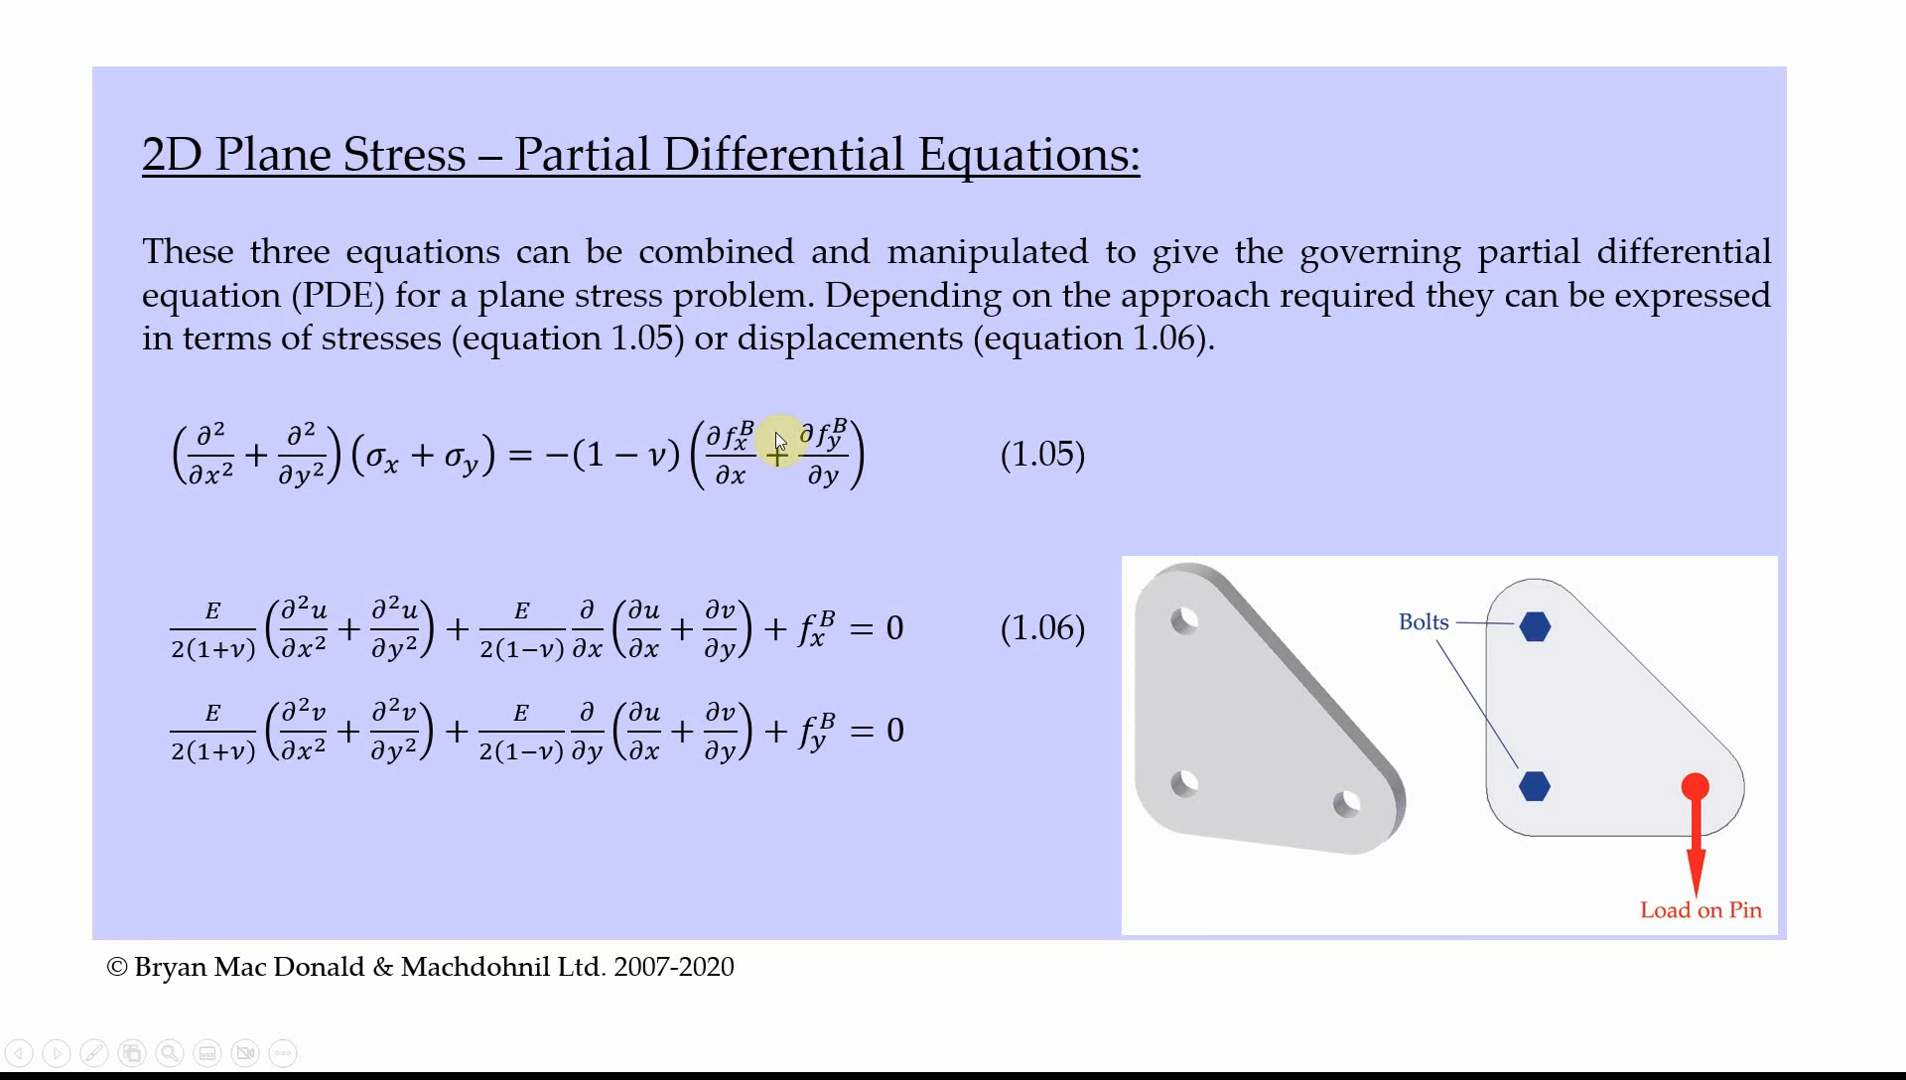 2D Plane Stress – Partial Differential Equations:
These three equations can be combined and manipulated to give the governing partial differential
equation (PDE) for a plane stress problem. Depending on the approach required they can be expressed
in terms of stresses (equation 1.05) or displacements (equation 1.06).
(∂²/∂x² + ∂²/∂y²)(σₓ + σ_y) = −(1 − ν)(∂fₓᴮ/∂x + ∂f_yᴮ/∂y) (1.05)
E/2(1+ν) (∂²u/∂x² + ∂²u/∂y²) + E/2(1−ν) ∂/∂x (∂u/∂x + ∂v/∂y) + fₓᴮ = 0 (1.06)
E/2(1+ν) (∂²v/∂x² + ∂²v/∂y²) + E/2(1−ν) ∂/∂y (∂u/∂x + ∂v/∂y) + f_yᴮ = 0
Bolts
Load on Pin
© Bryan Mac Donald & Machdohnil Ltd. 2007-2020